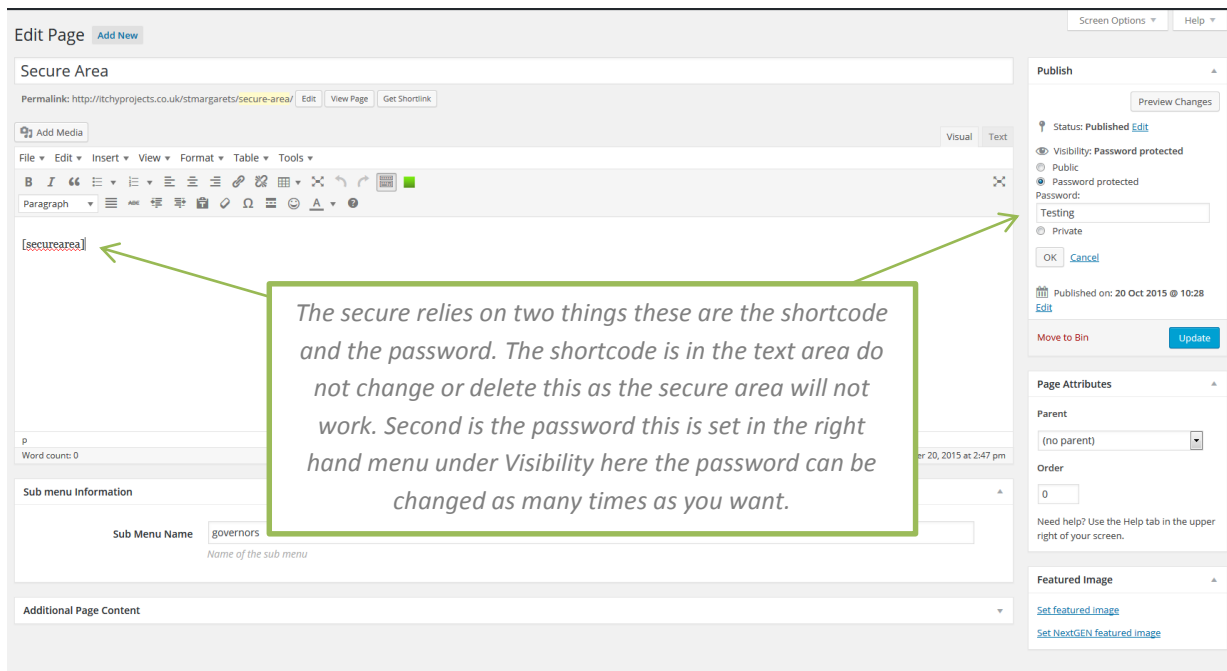 Screen Options Help
Edit Page Add New
Secure Area
Permalink: http://itchyprojects.co.uk/stmargarets/secure-area/ Edit View Page Get Shortlink
Add Media
Visual Text
File Edit Insert View Format Table Tools
B I
Paragraph ABC Ω A
[securearea]
The secure relies on two things these are the shortcode
and the password. The shortcode is in the text area do
not change or delete this as the secure area will not
work. Second is the password this is set in the right
hand menu under Visibility here the password can be
changed as many times as you want.
p
Word count: 0
er 20, 2015 at 2:47 pm
Sub menu Information
Sub Menu Name governors
Name of the sub menu
Additional Page Content
Publish
Preview Changes
Status: Published Edit
Visibility: Password protected
Public
Password protected
Password:
Testing
Private
OK Cancel
Published on: 20 Oct 2015 @ 10:28
Edit
Move to Bin Update
Page Attributes
Parent
(no parent)
Order
0
Need help? Use the Help tab in the upper
right of your screen.
Featured Image
Set featured image
Set NextGEN featured image